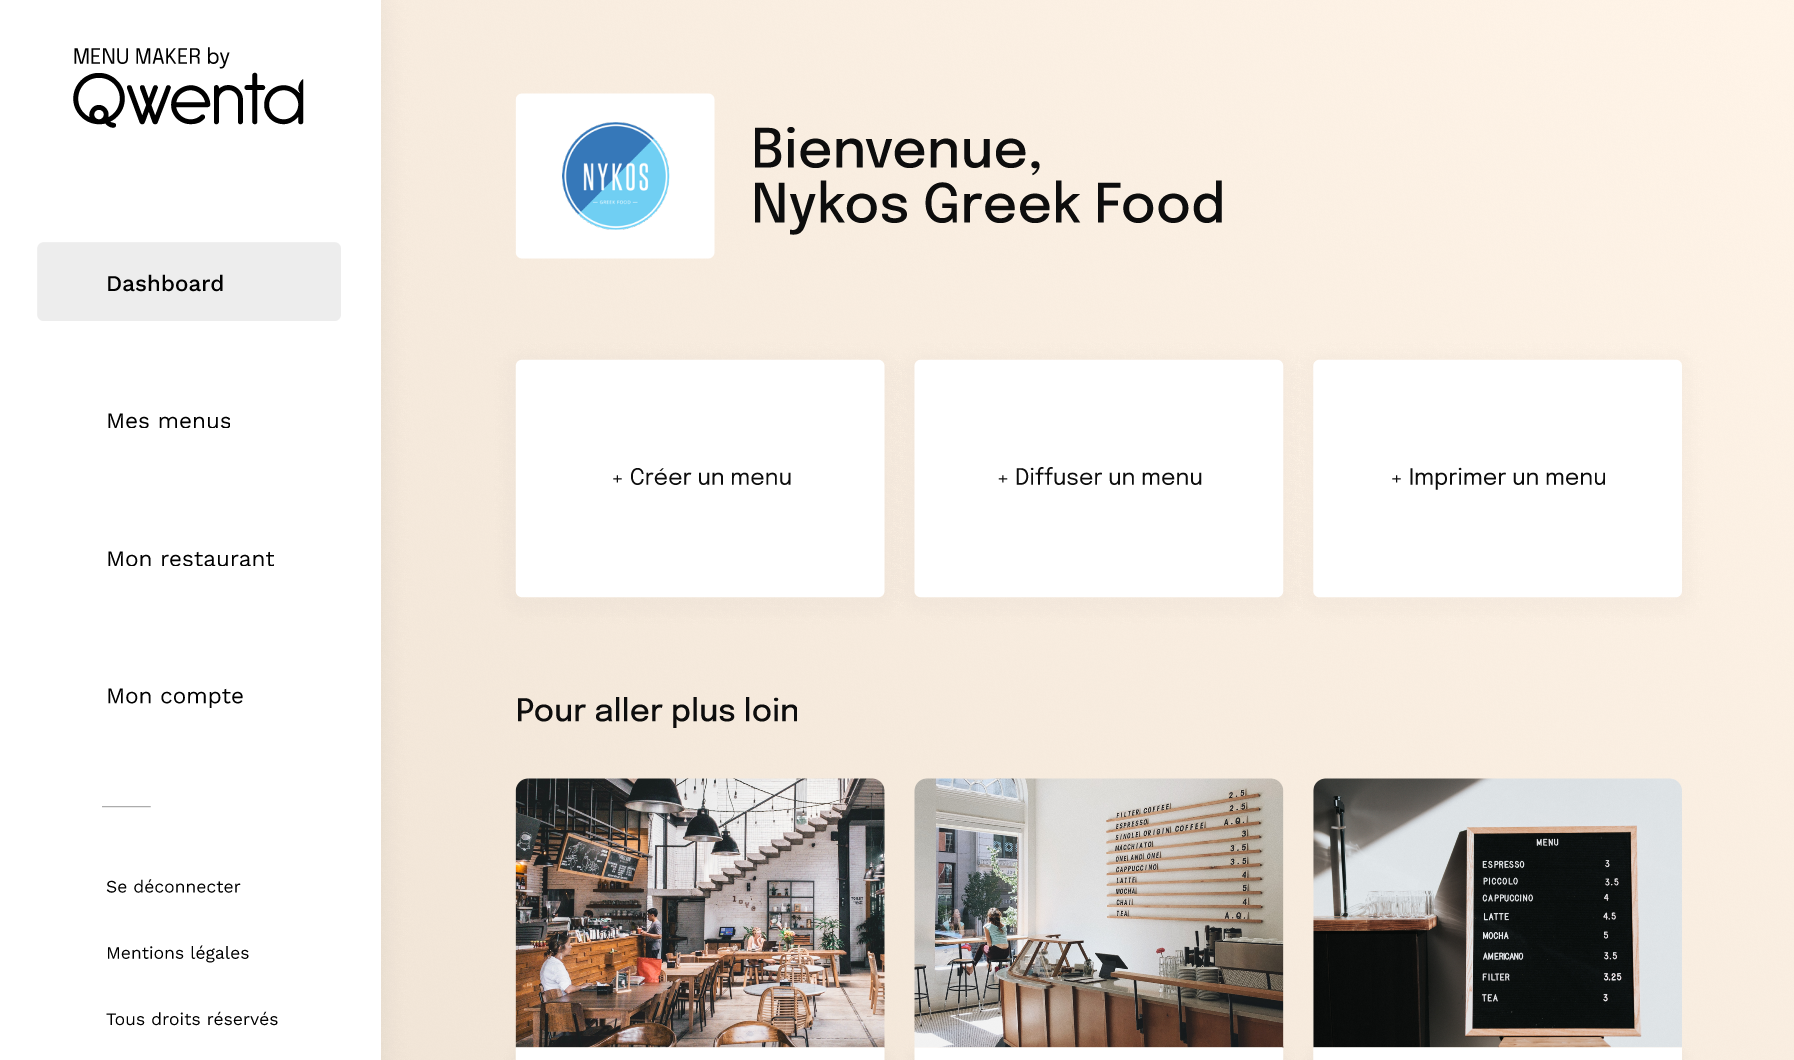 MENU MAKER by
Qwenta
Dashboard
Mes menus
Mon restaurant
Mon compte
Se déconnecter
Mentions légales
Tous droits réservés
NYKOS
GREEK FOOD
Bienvenue,
Nykos Greek Food
+ Créer un menu
+ Diffuser un menu
+ Imprimer un menu
Pour aller plus loin
love
FILTER COFFEE 2.5
ESPRESSO 2.5
SINGLE ORIGIN COFFEE A.Q.
MACCHIATO 3
ONE AND ONE 3.5
CAPPUCCINO 3.5
LATTE 4
MOCHA 5
CHAI 4
TEA A.Q.
MENU
ESPRESSO 3
PICCOLO 3.5
CAPPUCCINO 4
LATTE 4.5
MOCHA 5
AMERICANO 3.5
FILTER 3.25
TEA 3